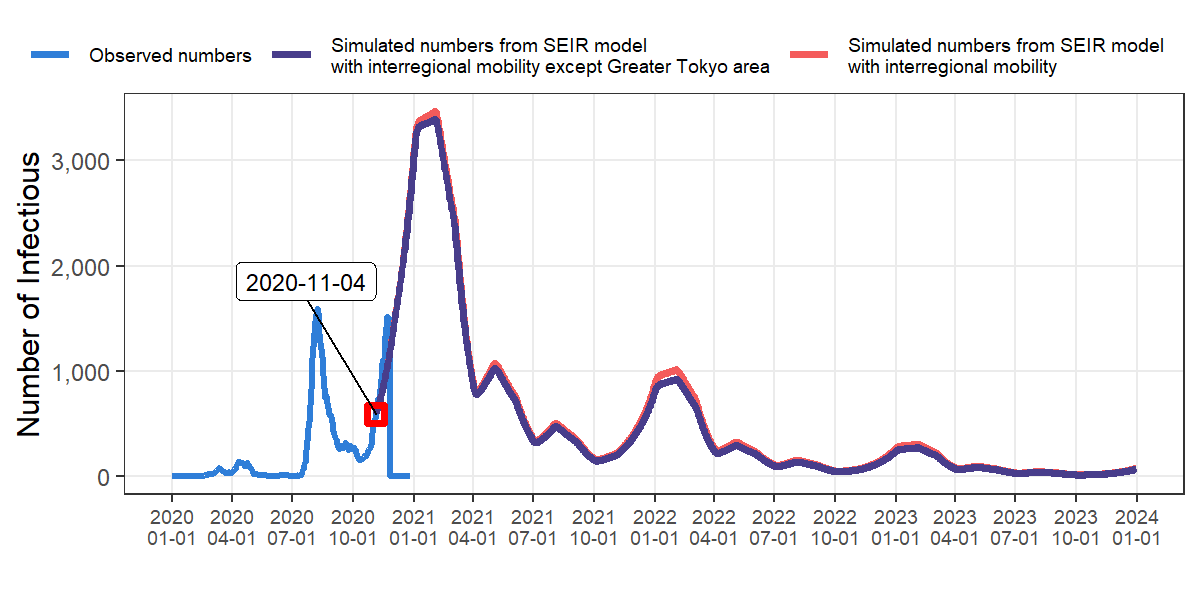 Observed numbers
Simulated numbers from SEIR model
with interregional mobility except Greater Tokyo area
Simulated numbers from SEIR model
with interregional mobility
Number of Infectious
3,000
2,000
1,000
0
2020-11-04
2020 2020 2020 2020 2021 2021 2021 2021 2022 2022 2022 2022 2023 2023 2023 2023 2024
01-01 04-01 07-01 10-01 01-01 04-01 07-01 10-01 01-01 04-01 07-01 10-01 01-01 04-01 07-01 10-01 01-01